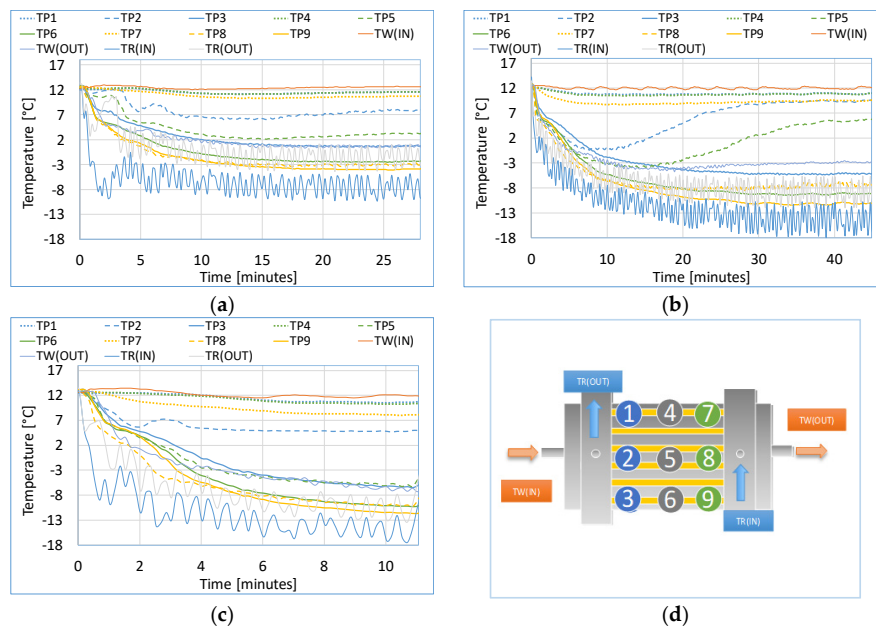 TP1 TP2 TP3 TP4 TP5
TP6 TP7 TP8 TP9 TW(IN)
TW(OUT) TR(IN) TR(OUT)
17
12
7
2
-3
-8
-13
-18
Temperature [°C]
0 5 10 15 20 25
Time [minutes]
(a)
TP1 TP2 TP3 TP4 TP5
TP6 TP7 TP8 TP9 TW(IN)
TW(OUT) TR(IN) TR(OUT)
17
12
7
2
-3
-8
-13
-18
Temperature [°C]
0 10 20 30 40
Time [minutes]
(b)
TP1 TP2 TP3 TP4 TP5
TP6 TP7 TP8 TP9 TW(IN)
TW(OUT) TR(IN) TR(OUT)
17
12
7
2
-3
-8
-13
-18
Temperature [°C]
0 2 4 6 8 10
Time [minutes]
(c)
TR(OUT)
1 4 7
TW(OUT)
2 5 8
TW(IN)
3 6 9
TR(IN)
(d)